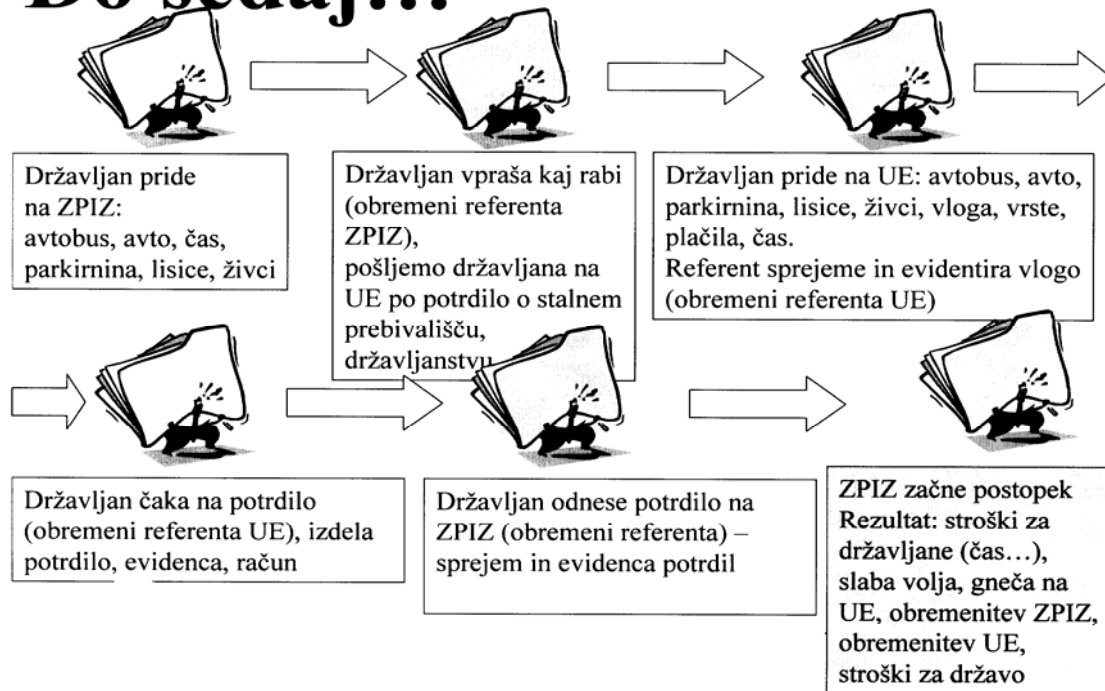 Do sedaj...
Državljan pride
na ZPIZ:
avtobus, avto, čas,
parkirnina, lisice, živci
Državljan vpraša kaj rabi
(obremeni referenta
ZPIZ),
pošljemo državljana na
UE po potrdilo o stalnem
prebivališču,
državljanstvu
Državljan pride na UE: avtobus, avto,
parkirnina, lisice, živci, vloga, vrste,
plačila, čas.
Referent sprejeme in evidentira vlogo
(obremeni referenta UE)
Državljan čaka na potrdilo
(obremeni referenta UE), izdela
potrdilo, evidenca, račun
Državljan odnese potrdilo na
ZPIZ (obremeni referenta) –
sprejem in evidenca potrdil
ZPIZ začne postopek
Rezultat: stroški za
državljane (čas…),
slaba volja, gneča na
UE, obremenitev ZPIZ,
obremenitev UE,
stroški za državo